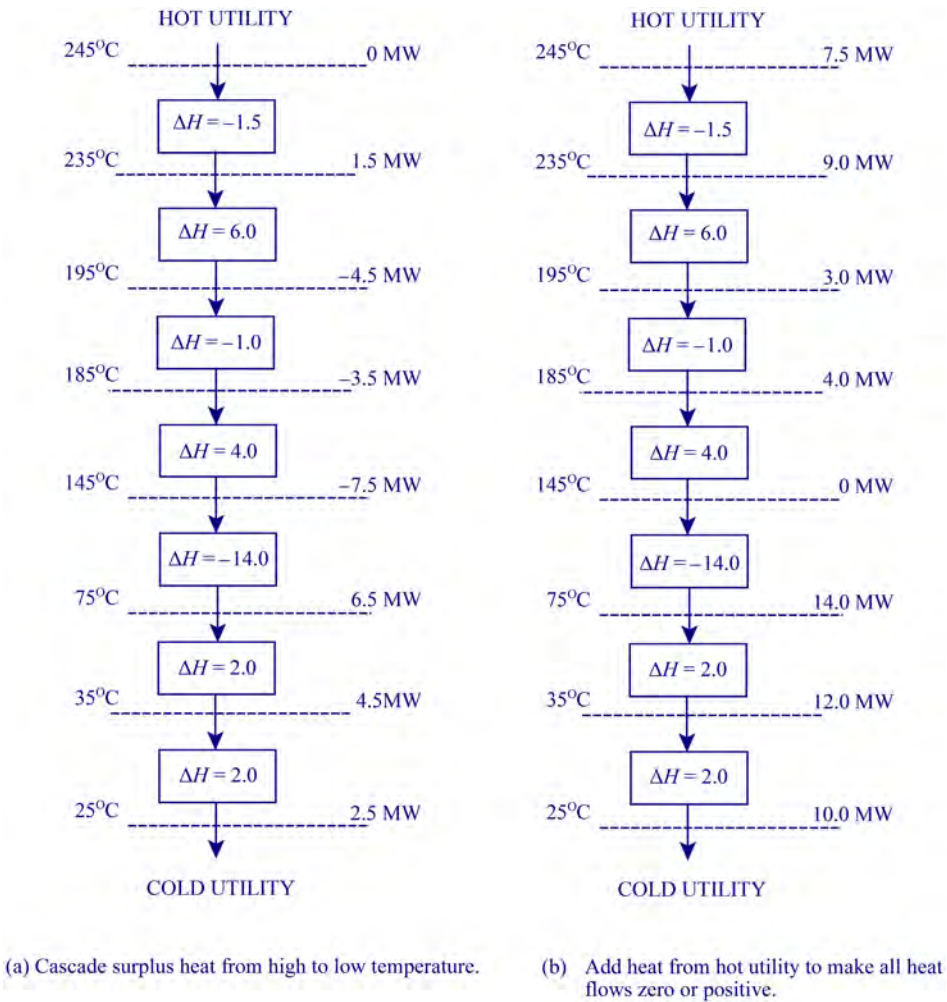 HOT UTILITY
245°C 0 MW
ΔH = –1.5
235°C 1.5 MW
ΔH = 6.0
195°C –4.5 MW
ΔH = –1.0
185°C –3.5 MW
ΔH = 4.0
145°C –7.5 MW
ΔH = –14.0
75°C 6.5 MW
ΔH = 2.0
35°C 4.5MW
ΔH = 2.0
25°C 2.5 MW
COLD UTILITY
(a) Cascade surplus heat from high to low temperature.
HOT UTILITY
245°C 7.5 MW
ΔH = –1.5
235°C 9.0 MW
ΔH = 6.0
195°C 3.0 MW
ΔH = –1.0
185°C 4.0 MW
ΔH = 4.0
145°C 0 MW
ΔH = –14.0
75°C 14.0 MW
ΔH = 2.0
35°C 12.0 MW
ΔH = 2.0
25°C 10.0 MW
COLD UTILITY
(b) Add heat from hot utility to make all heat
flows zero or positive.